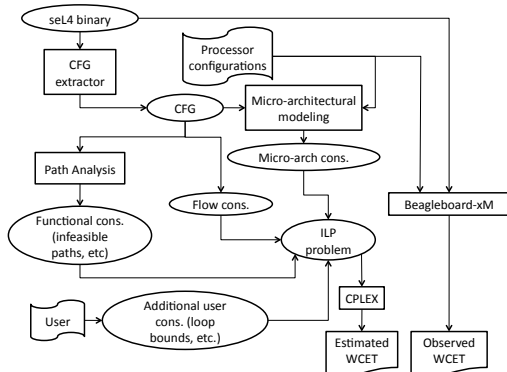 seL4 binary
CFG
extractor
Processor
configurations
CFG
Micro-architectural
modeling
Path Analysis
Micro-arch cons.
Functional cons.
(infeasible
paths, etc)
Flow cons.
Beagleboard-xM
ILP
problem
User
Additional user
cons. (loop
bounds, etc.)
CPLEX
Estimated
WCET
Observed
WCET